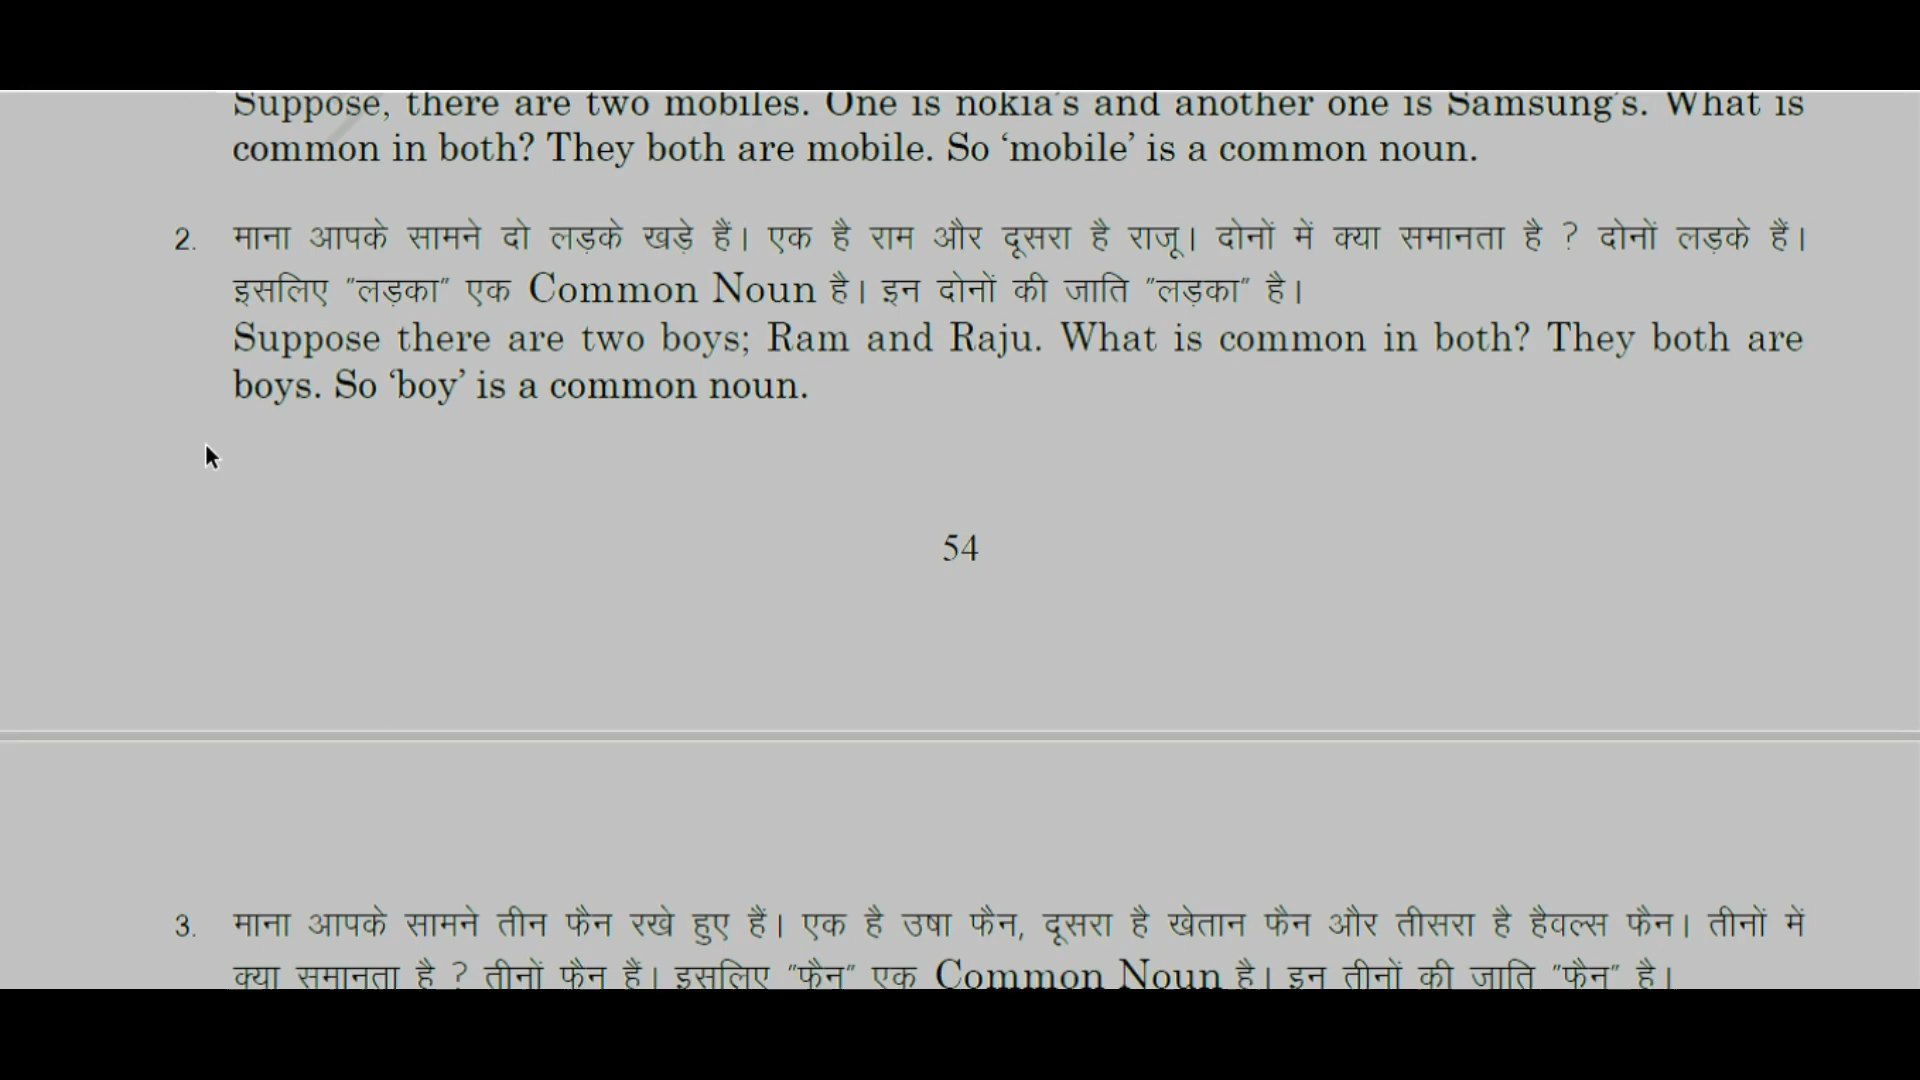 Suppose, there are two mobiles. One is nokia's and another one is Samsung's. What is
common in both? They both are mobile. So ‘mobile’ is a common noun.
2. माना आपके सामने दो लड़के खड़े हैं। एक है राम और दूसरा है राजू। दोनों में क्या समानता है ? दोनों लड़के हैं।
इसलिए "लड़का" एक Common Noun है। इन दोनों की जाति "लड़का" है।
Suppose there are two boys; Ram and Raju. What is common in both? They both are
boys. So ‘boy’ is a common noun.
54
3. माना आपके सामने तीन फैन रखे हुए हैं। एक है उषा फैन, दूसरा है खेतान फैन और तीसरा है हैवल्स फैन। तीनों में
क्या समानता है ? तीनों फैन हैं। इसलिए "फैन" एक Common Noun है। इन तीनों की जाति "फैन" है।